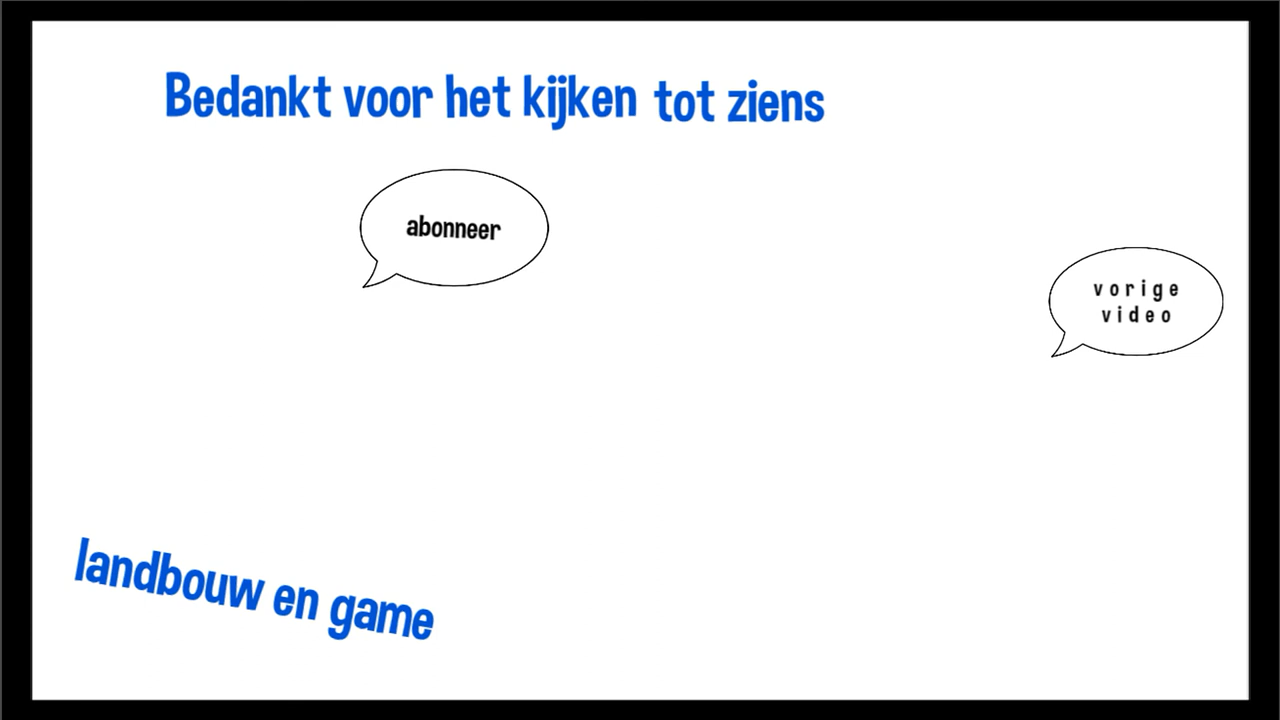 Bedankt voor het kijken tot ziens
abonneer
vorige
video
landbouw en game